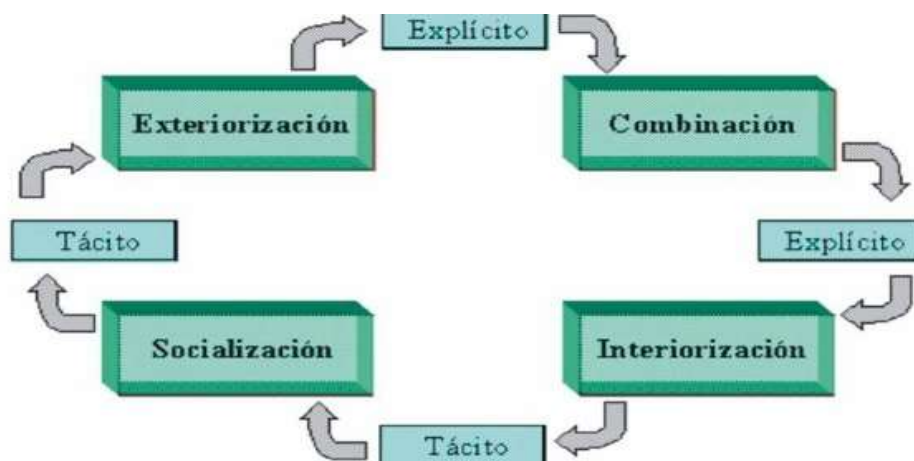 Explícito
Exteriorización
Combinación
Tácito
Explícito
Socialización
Interiorización
Tácito